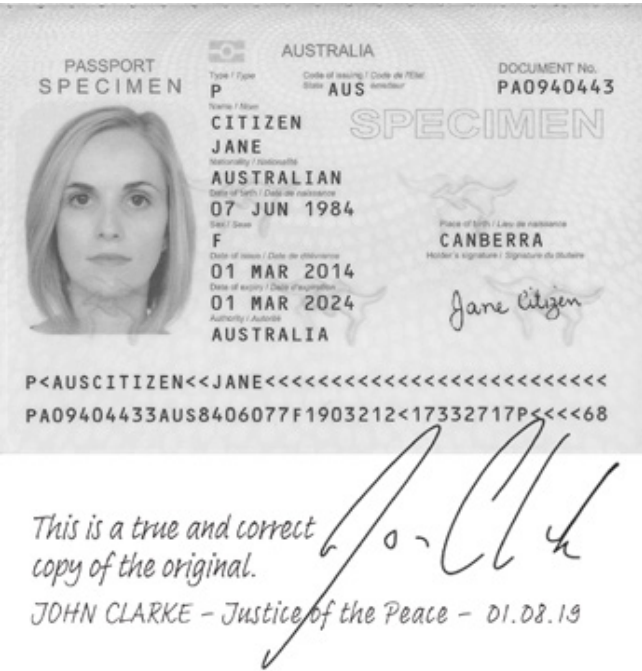 AUSTRALIA
PASSPORT
SPECIMEN
Type / Type
Code of issuing / Code de l'Etat
State
DOCUMENT No.
P
AUS
PA0940443
Name / Nom
CITIZEN
SPECIMEN
JANE
Nationality / Nationalité
AUSTRALIAN
Date of birth / Date de naissance
07 JUN 1984
Sex / Sexe
Place of birth / Lieu de naissance
F
CANBERRA
Date of issue / Date de délivrance
Holder's signature / Signature du titulaire
01 MAR 2014
Date of expiry / Date d'expiration
01 MAR 2024
Jane Citizen
Authority / Autorité
AUSTRALIA
P<AUSCITIZEN<<JANE<<<<<<<<<<<<<<<<<<<<<<<<<<
PA09404433AUS8406077F1903212<17332717P<<<<68
This is a true and correct
copy of the original.
JOHN CLARKE – Justice of the Peace – 01.08.19